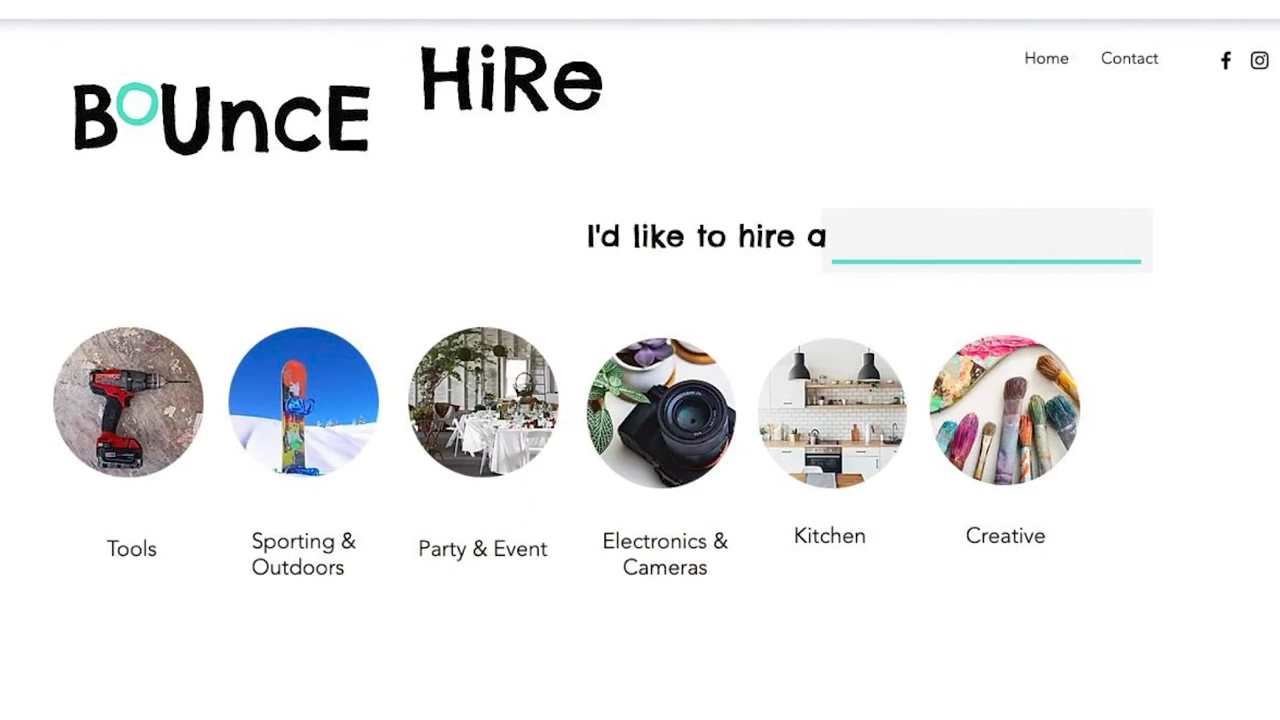 BoUncE HiRe
Home Contact
I'd like to hire a
Tools
Sporting &
Outdoors
Party & Event
Electronics &
Cameras
Kitchen
Creative